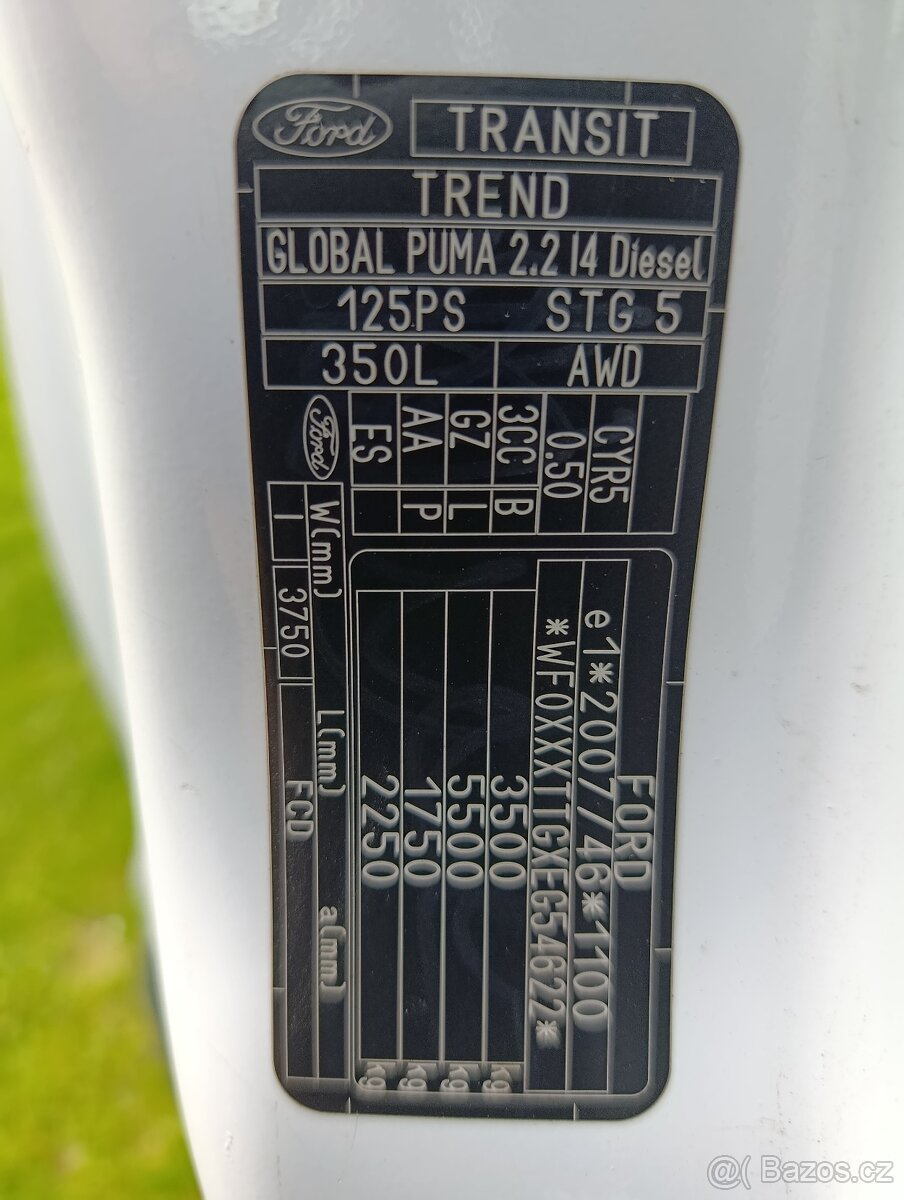 Ford TRANSIT
TREND
GLOBAL PUMA 2.2 I4 Diesel
125PS STG 5
350L AWD
CYR5
0.50
3CC B
GZ L
AA P
ES
Ford
FORD
e1*2007/46*1100
*WF0XXXTTGXEG54622*
3500 kg
5500 kg
1750 kg
2250 kg
W(mm) L(mm) a(mm)
I 3750 FCD
@( Bazos.cz